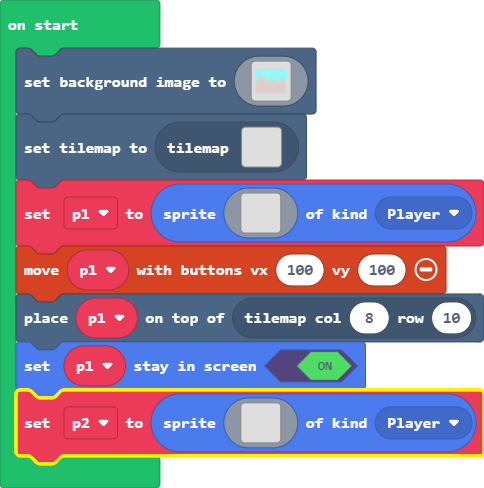 on start
set background image to
set tilemap to tilemap
set p1 to sprite of kind Player
move p1 with buttons vx 100 vy 100
place p1 on top of tilemap col 8 row 10
set p1 stay in screen ON
set p2 to sprite of kind Player